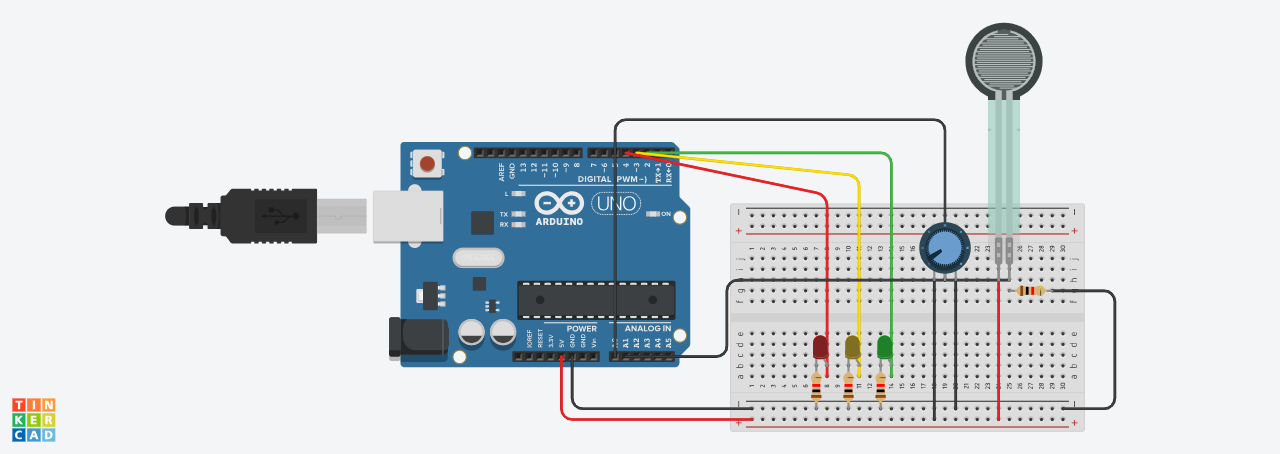 AREF
GND
13
12
~11
~10
~9
8
7
~6
4
~3
2
TX→1
RX←0
DIGITAL (PWM~)
L
TX
RX
UNO
ON
ARDUINO
POWER
ANALOG IN
IOREF
RESET
3.3V
5V
GND
GND
Vin
A1
A2
A3
A4
A5
TIN
KER
CAD